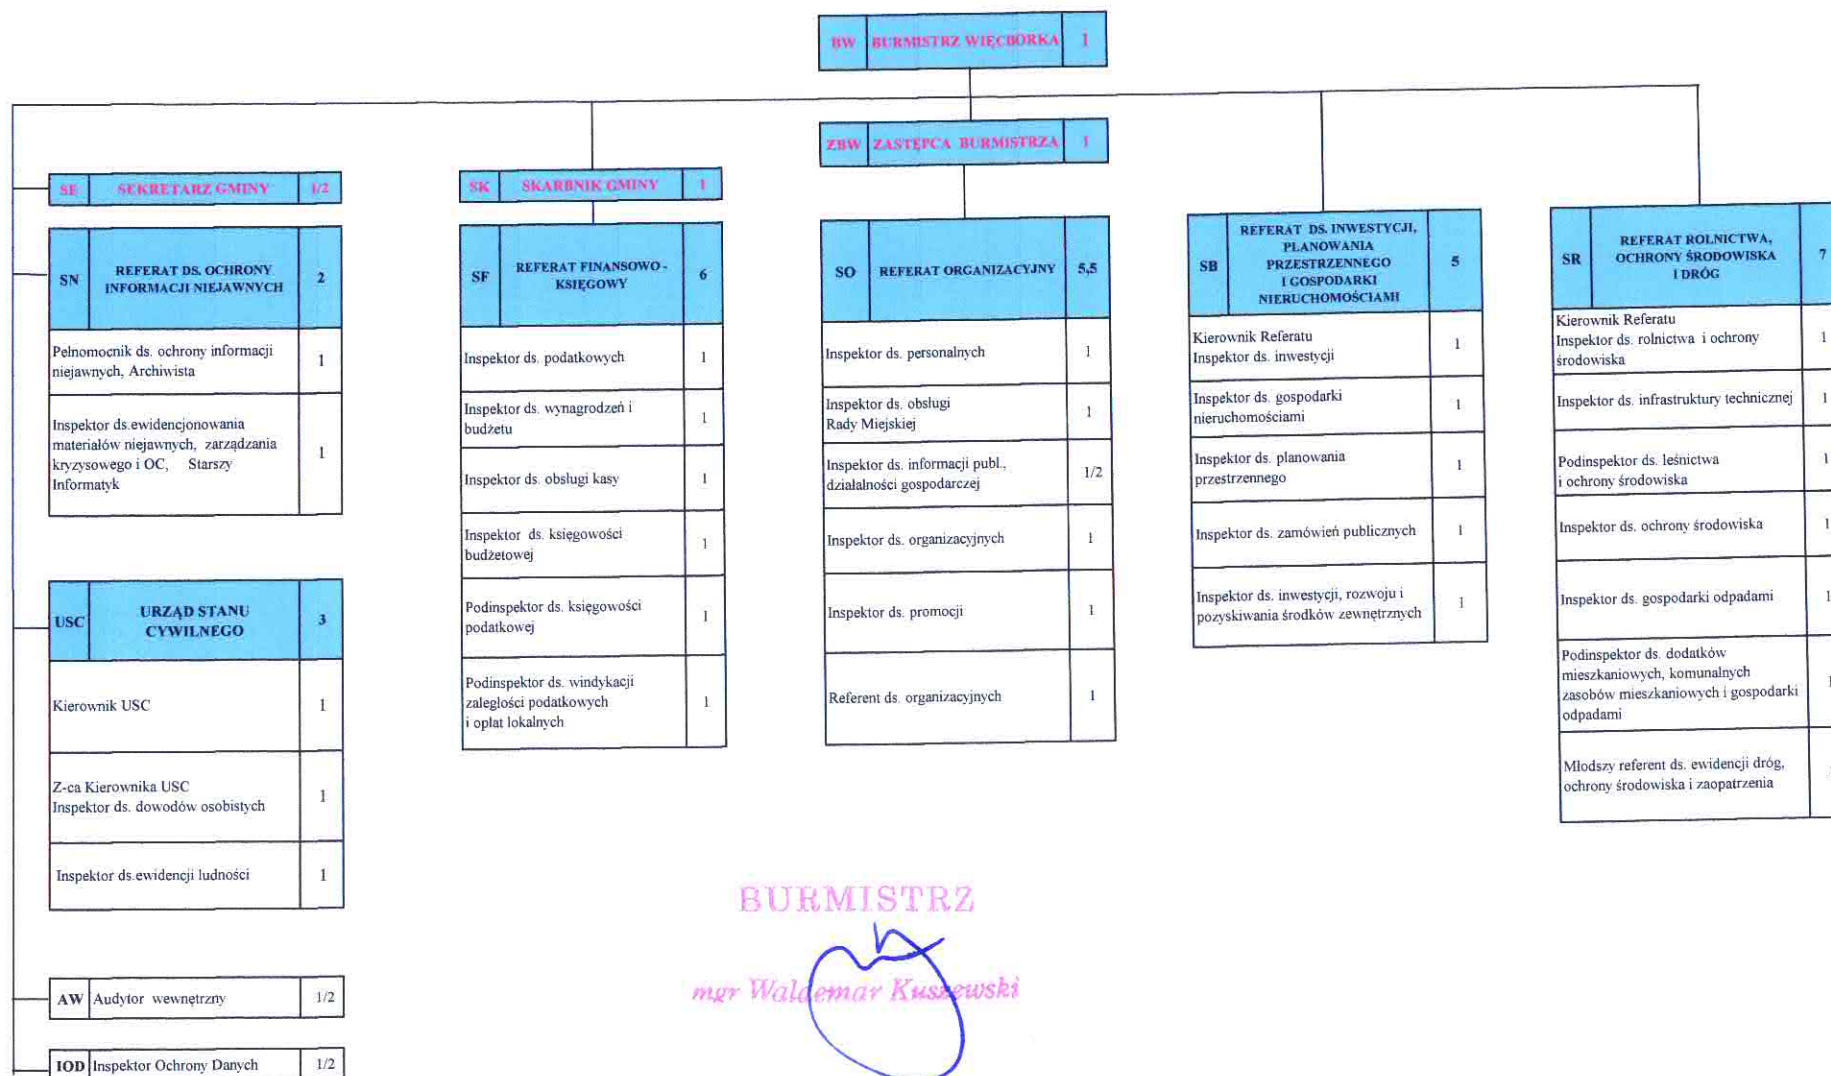 BW BURMISTRZ WIĘCBORKA 1
ZBW ZASTĘPCA BURMISTRZA 1
SE SEKRETARZ GMINY 1/2
SN REFERAT DS. OCHRONY 2
INFORMACJI NIEJAWNYCH
Pełnomocnik ds. ochrony informacji 1
niejawnych, Archiwista
Inspektor ds.ewidencjonowania
materiałów niejawnych, zarządzania
kryzysowego i OC, Starszy 1
Informatyk
USC URZĄD STANU 3
CYWILNEGO
Kierownik USC 1
Z-ca Kierownika USC 1
Inspektor ds. dowodów osobistych
Inspektor ds.ewidencji ludności 1
AW Audytor wewnętrzny 1/2
IOD Inspektor Ochrony Danych 1/2
SK SKARBNIK GMINY 1
SF REFERAT FINANSOWO - 6
KSIĘGOWY
Inspektor ds. podatkowych 1
Inspektor ds. wynagrodzeń i 1
budżetu
Inspektor ds. obsługi kasy 1
Inspektor ds. księgowości 1
budżetowej
Podinspektor ds. księgowości 1
podatkowej
Podinspektor ds. windykacji
zaległości podatkowych 1
i opłat lokalnych
SO REFERAT ORGANIZACYJNY 5,5
Inspektor ds. personalnych 1
Inspektor ds. obsługi 1
Rady Miejskiej
Inspektor ds. informacji publ., 1/2
działalności gospodarczej
Inspektor ds. organizacyjnych 1
Inspektor ds. promocji 1
Referent ds. organizacyjnych 1
SB REFERAT DS. INWESTYCJI, 5
PLANOWANIA
PRZESTRZENNEGO
I GOSPODARKI
NIERUCHOMOŚCIAMI
Kierownik Referatu 1
Inspektor ds. inwestycji
Inspektor ds. gospodarki 1
nieruchomościami
Inspektor ds. planowania 1
przestrzennego
Inspektor ds. zamówień publicznych 1
Inspektor ds. inwestycji, rozwoju i 1
pozyskiwania środków zewnętrznych
SR REFERAT ROLNICTWA, 7
OCHRONY ŚRODOWISKA
I DRÓG
Kierownik Referatu
Inspektor ds. rolnictwa i ochrony 1
środowiska
Inspektor ds. infrastruktury technicznej 1
Podinspektor ds. leśnictwa 1
i ochrony środowiska
Inspektor ds. ochrony środowiska 1
Inspektor ds. gospodarki odpadami 1
Podinspektor ds. dodatków
mieszkaniowych, komunalnych
zasobów mieszkaniowych i gospodarki 1
odpadami
Młodszy referent ds. ewidencji dróg,
ochrony środowiska i zaopatrzenia
BURMISTRZ
mgr Waldemar Kuszewski